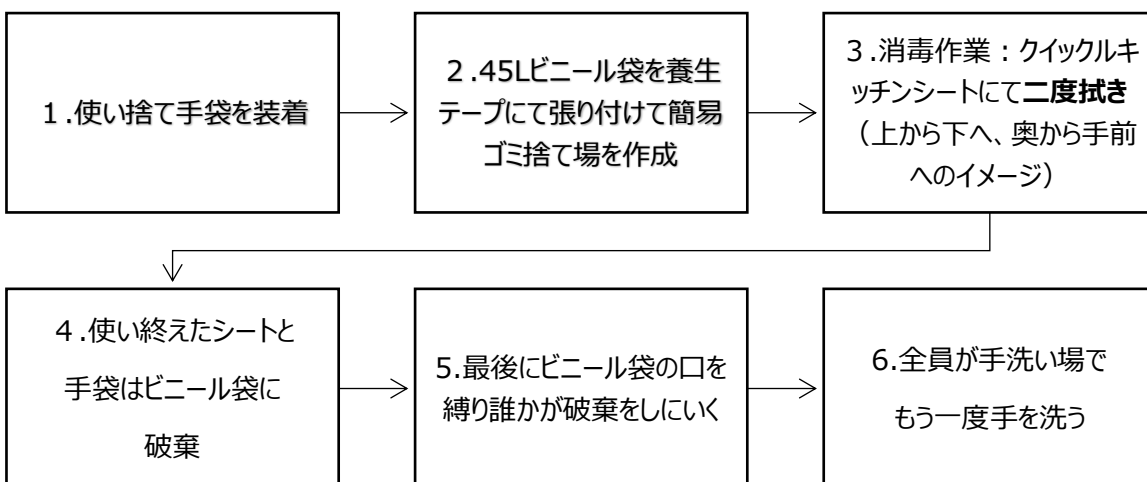 1.使い捨て手袋を装着
2.45Lビニール袋を養生
テープにて張り付けて簡易
ゴミ捨て場を作成
3.消毒作業：クイックルキ
ッチンシートにて二度拭き
（上から下へ、奥から手前
へのイメージ）
4.使い終えたシートと
手袋はビニール袋に
破棄
5.最後にビニール袋の口を
縛り誰かが破棄をしにいく
6.全員が手洗い場で
もう一度手を洗う